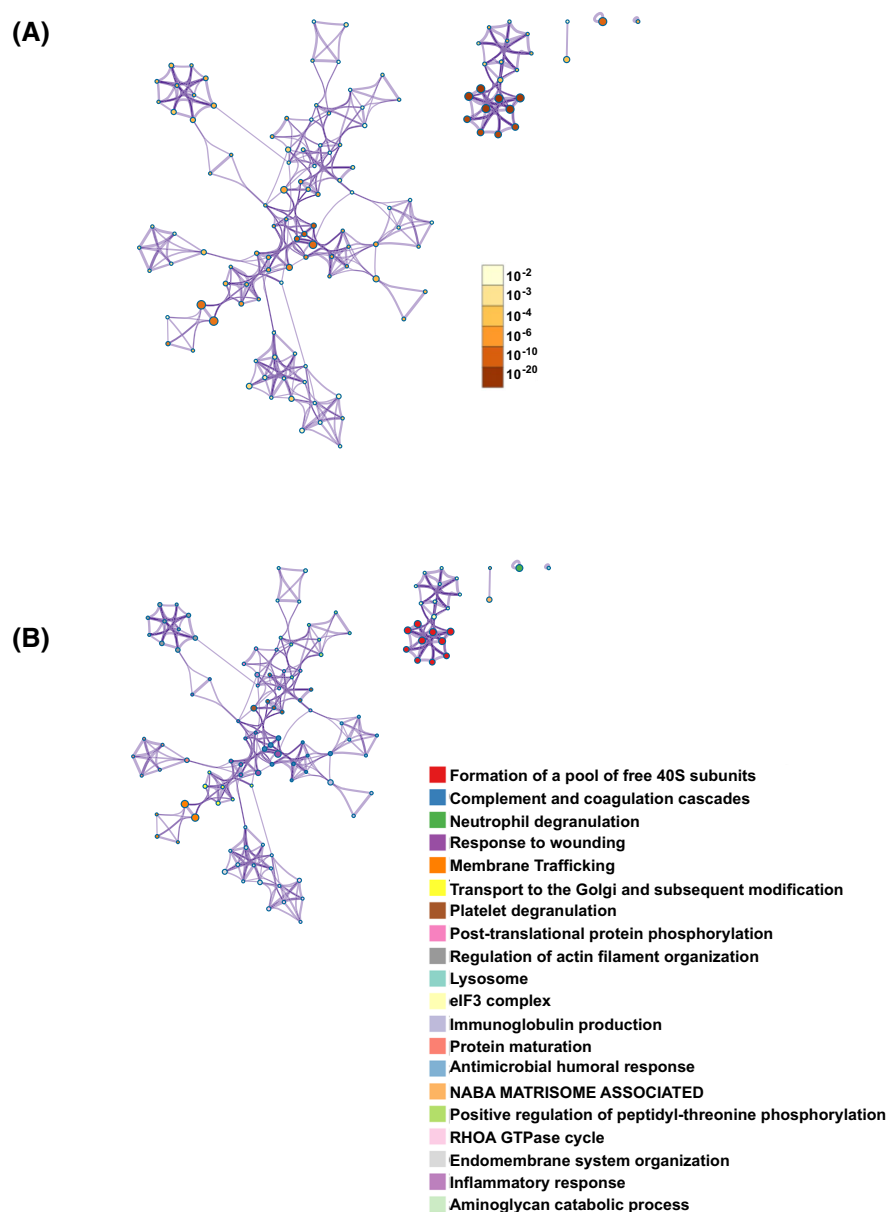 (A)
10-2
10-3
10-4
10-6
10-10
10-20
(B)
Formation of a pool of free 40S subunits
Complement and coagulation cascades
Neutrophil degranulation
Response to wounding
Membrane Trafficking
Transport to the Golgi and subsequent modification
Platelet degranulation
Post-translational protein phosphorylation
Regulation of actin filament organization
Lysosome
eIF3 complex
Immunoglobulin production
Protein maturation
Antimicrobial humoral response
NABA MATRISOME ASSOCIATED
Positive regulation of peptidyl-threonine phosphorylation
RHOA GTPase cycle
Endomembrane system organization
Inflammatory response
Aminoglycan catabolic process